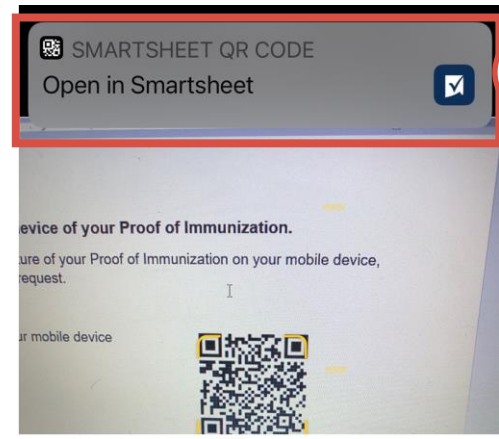 SMARTSHEET QR CODE
Open in Smartsheet
evice of your Proof of Immunization.
ure of your Proof of Immunization on your mobile device,
request.
ur mobile device